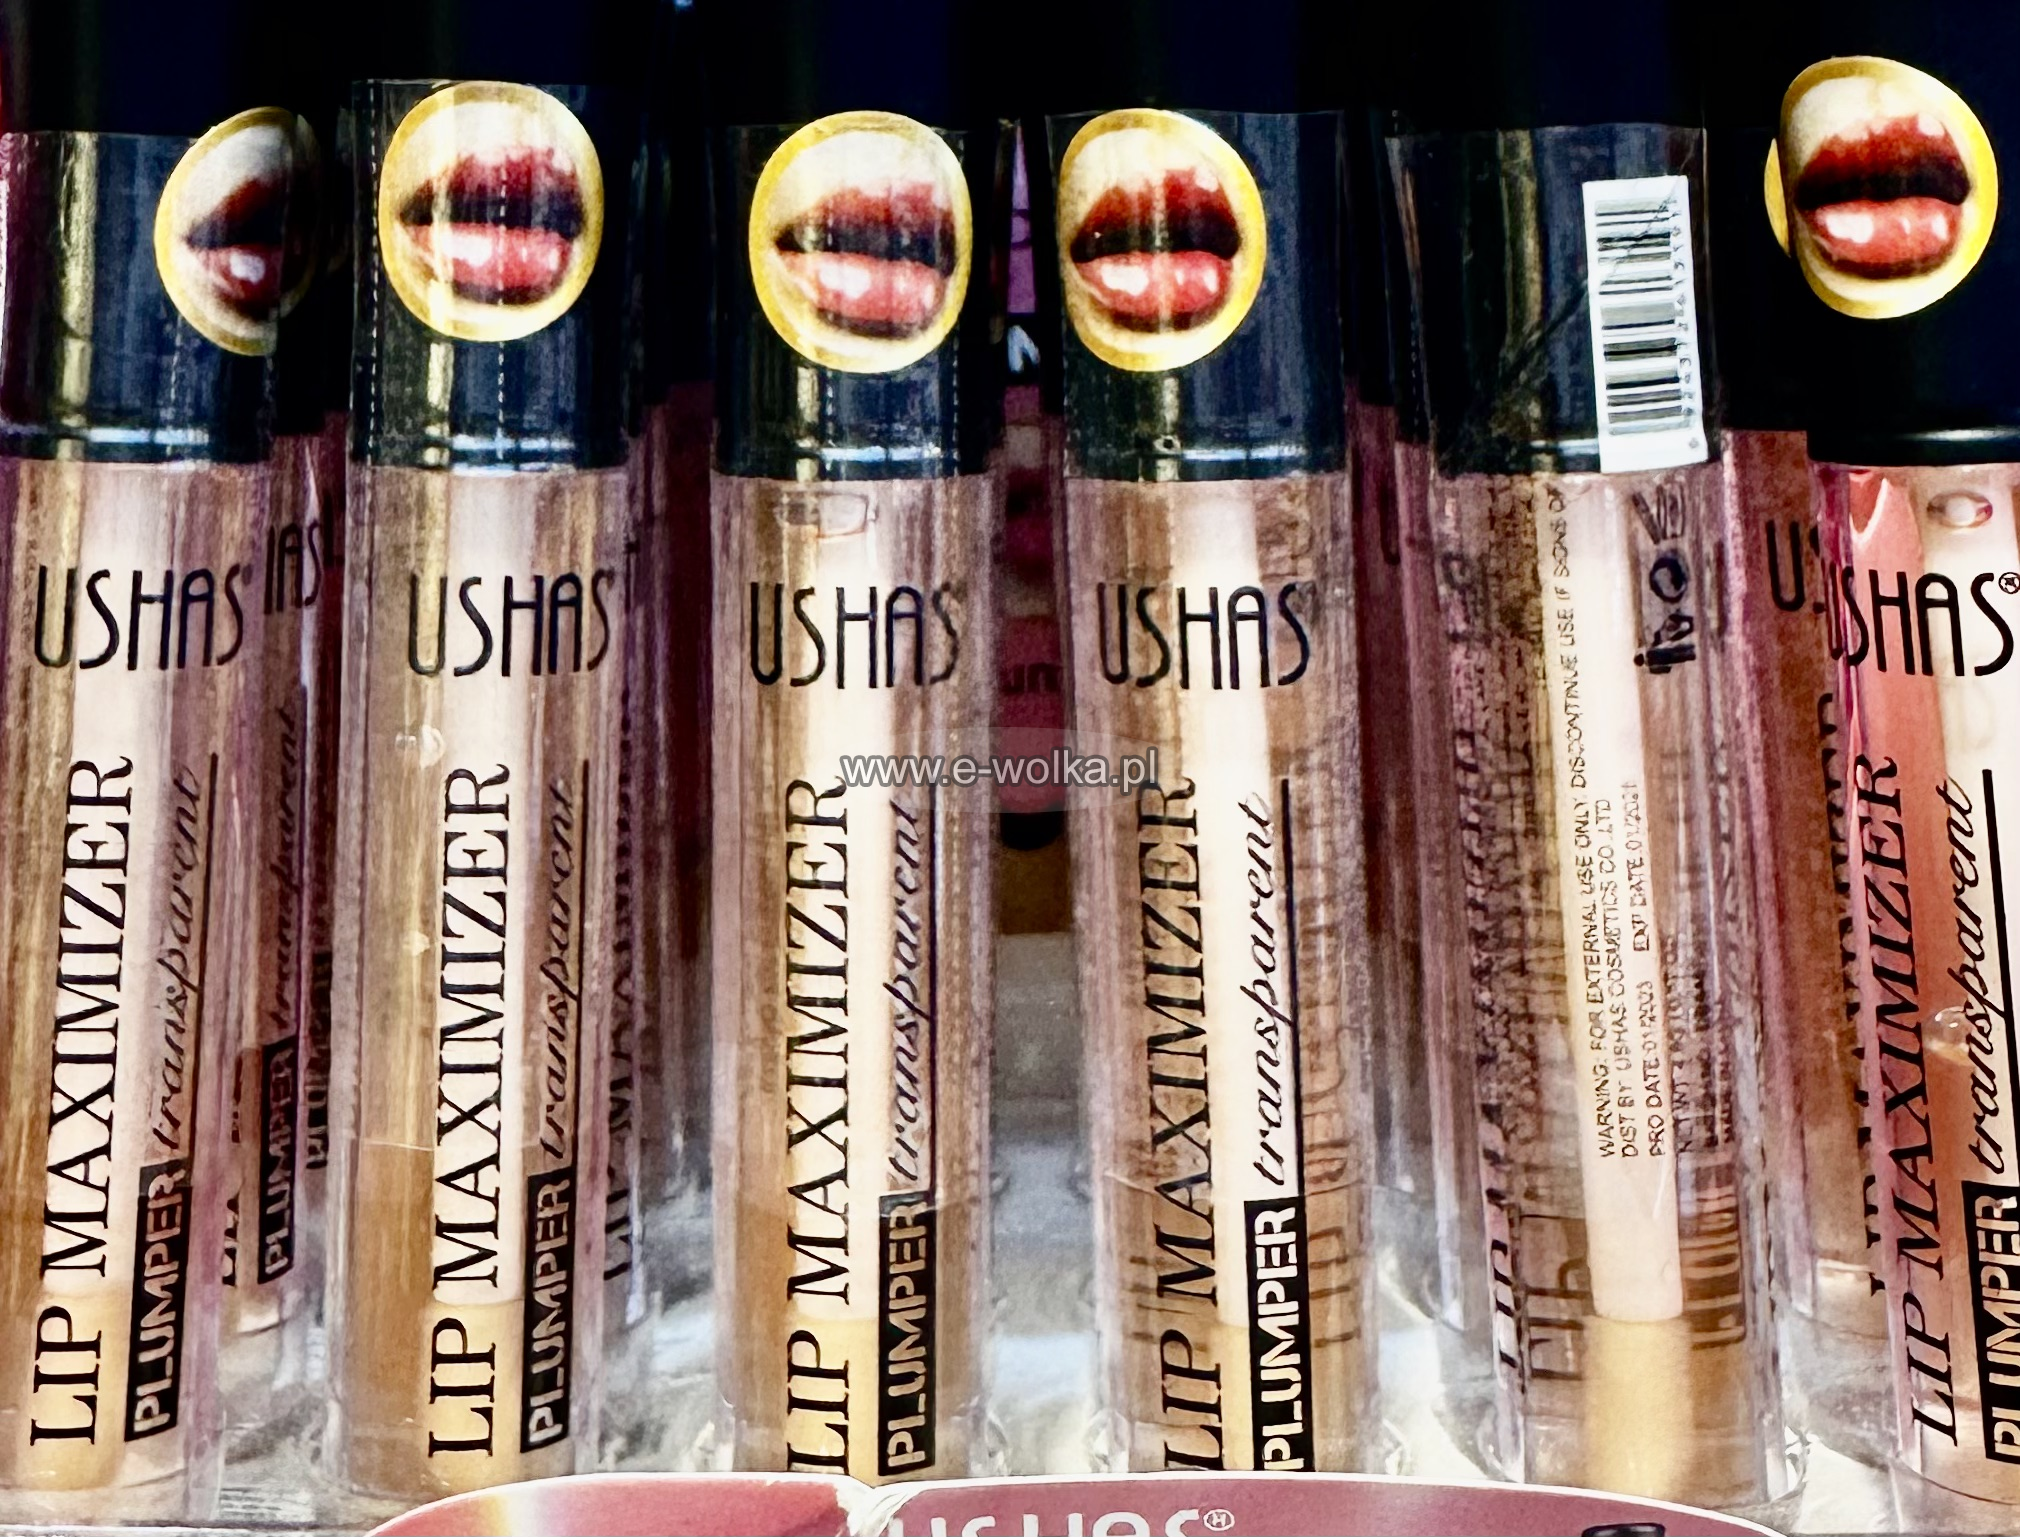 USHAS
LIP MAXIMIZER
PLUMPER transparent
USHAS
LIP MAXIMIZER
PLUMPER transparent
USHAS
LIP MAXIMIZER
PLUMPER transparent
USHAS
LIP MAXIMIZER
PLUMPER transparent
WARNING: FOR EXTERNAL USE ONLY DISCONTINUE USE IF SIGNS OF
DIST BY USHAS COSMETICS CO. LTD
USHAS
LIP MAXIMIZER
PLUMPER transparent
www.e-wolka.pl
USHAS